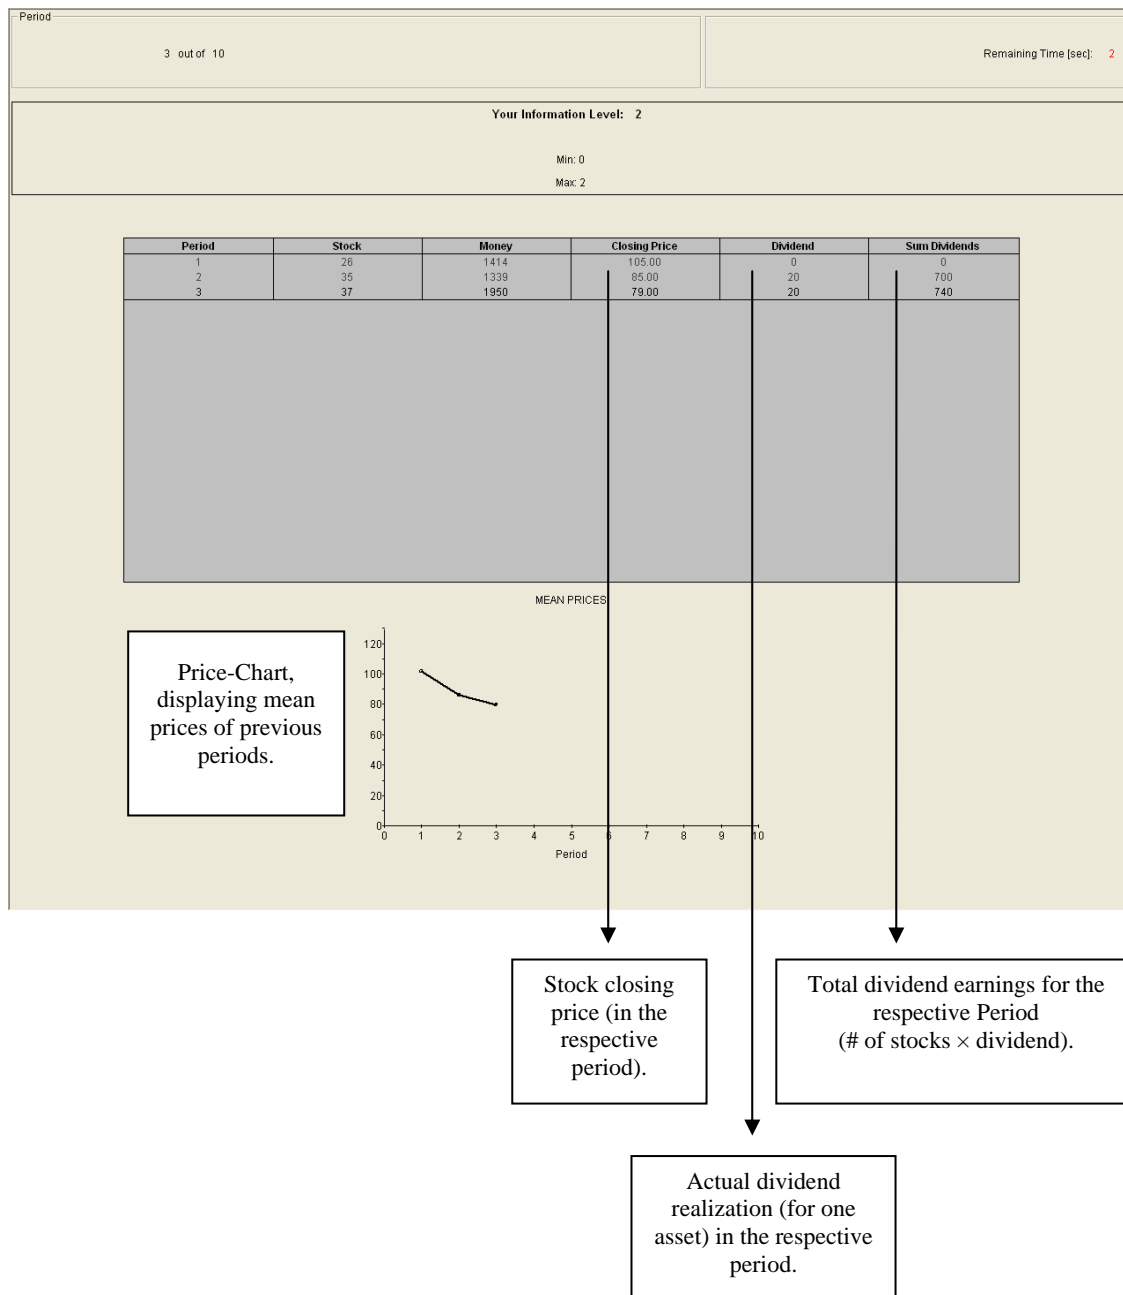 Period
3 out of 10
Remaining Time [sec]: 2
Your Information Level: 2
Min: 0
Max: 2
Period Stock Money Closing Price Dividend Sum Dividends
1 26 1414 105.00 0 0
2 35 1339 85.00 20 700
3 37 1950 79.00 20 740
MEAN PRICES
Price-Chart,
displaying mean
prices of previous
periods.
120
100
80
60
40
20
0
0 1 2 3 4 5 6 7 8 9 10
Period
Stock closing
price (in the
respective
period).
Total dividend earnings for the
respective Period
(# of stocks × dividend).
Actual dividend
realization (for one
asset) in the respective
period.